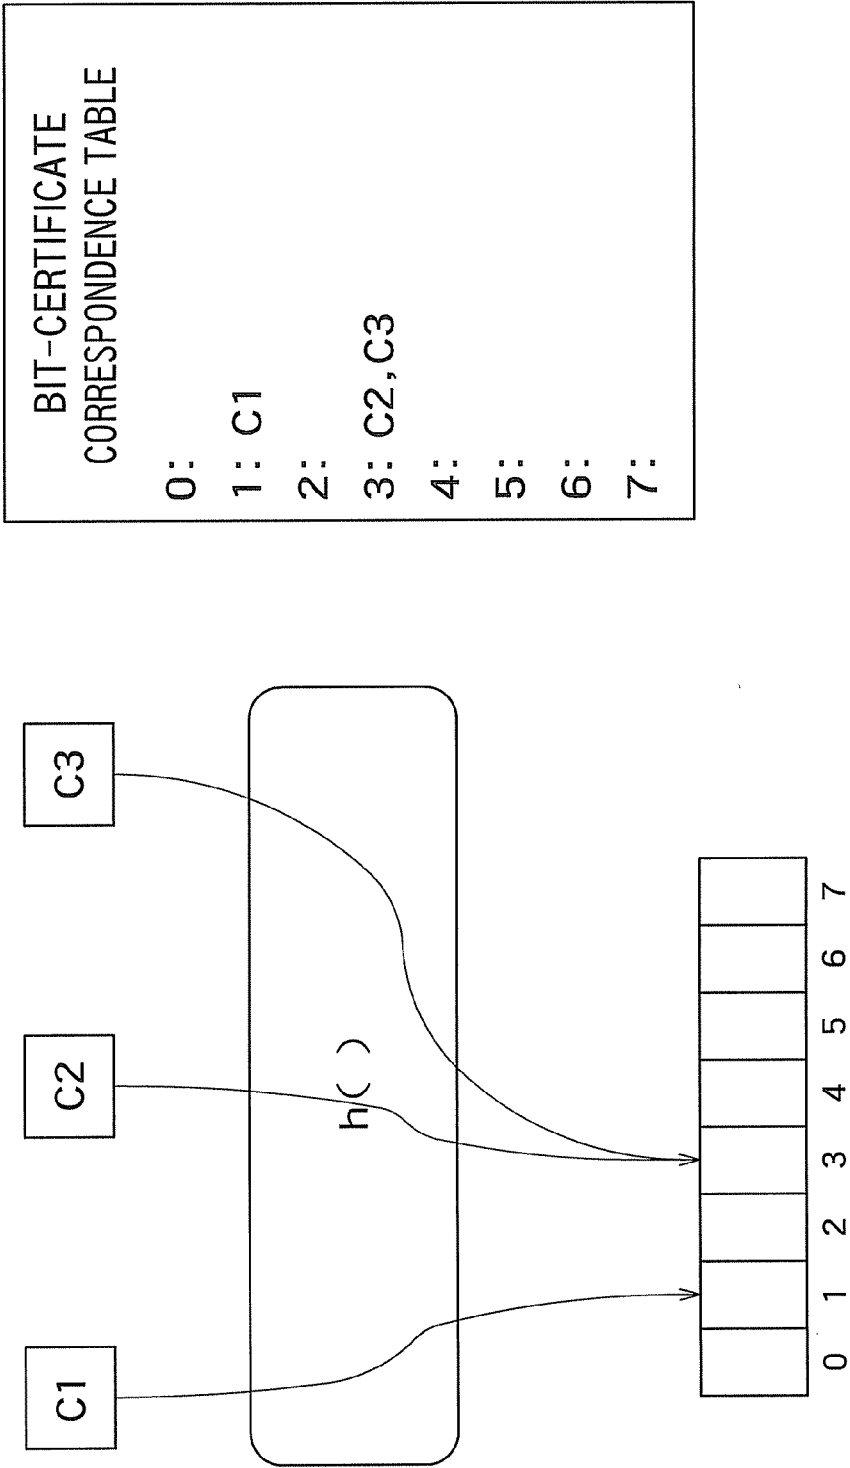 C1
C2
C3
h( )
0
1
2
3
4
5
6
7
BIT-CERTIFICATE
CORRESPONDENCE TABLE
0:
1: C1
2:
3: C2,C3
4:
5:
6:
7: